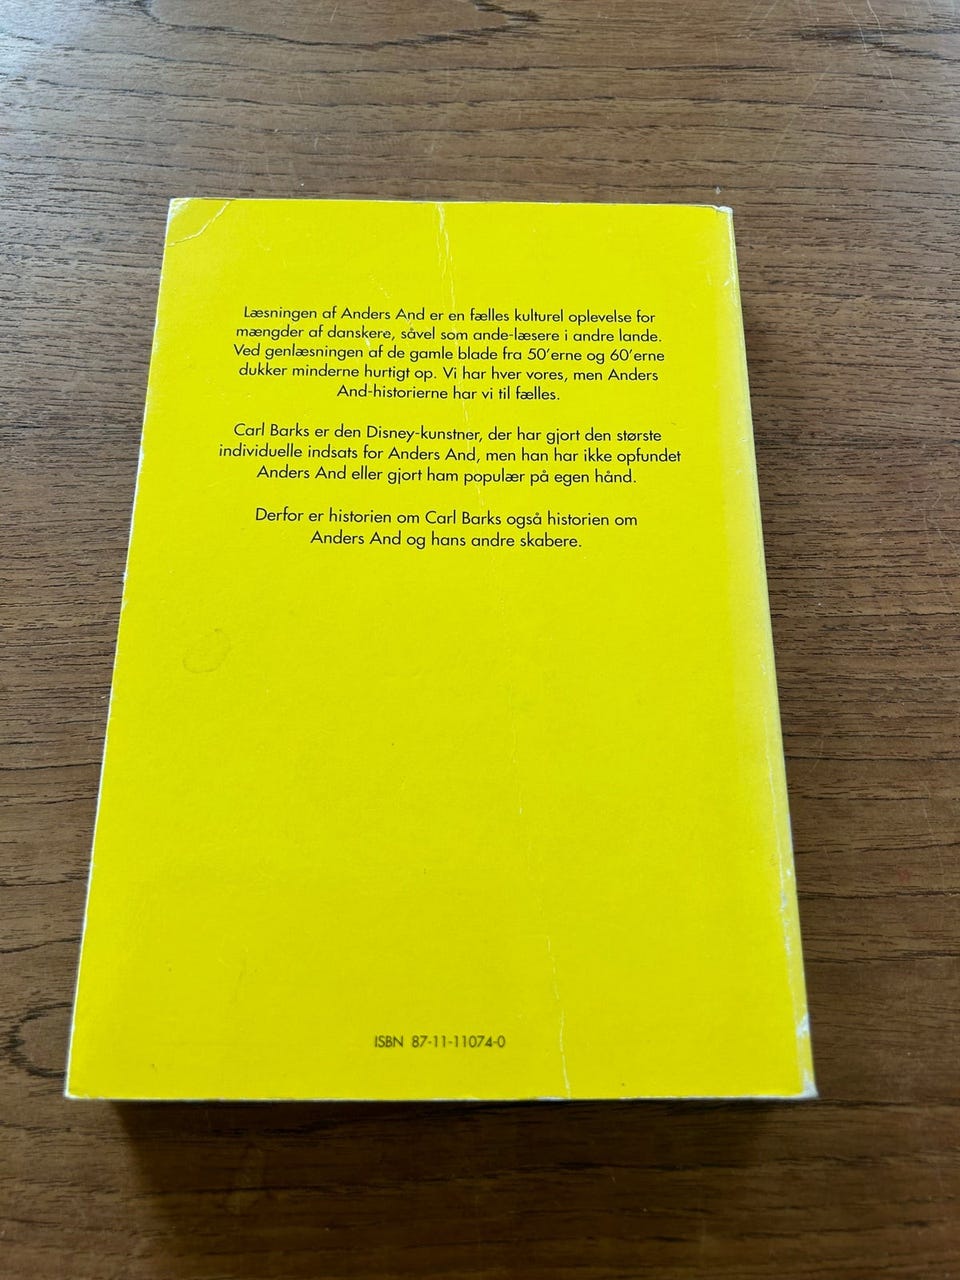 Læsningen af Anders And er en fælles kulturel oplevelse for
mængder af danskere, såvel som ande-læsere i andre lande.
Ved genlæsningen af de gamle blade fra 50'erne og 60'erne
dukker minderne hurtigt op. Vi har hver vores, men Anders
And-historierne har vi til fælles.
Carl Barks er den Disney-kunstner, der har gjort den største
individuelle indsats for Anders And, men han har ikke opfundet
Anders And eller gjort ham populær på egen hånd.
Derfor er historien om Carl Barks også historien om
Anders And og hans andre skabere.
ISBN 87-11-11074-0